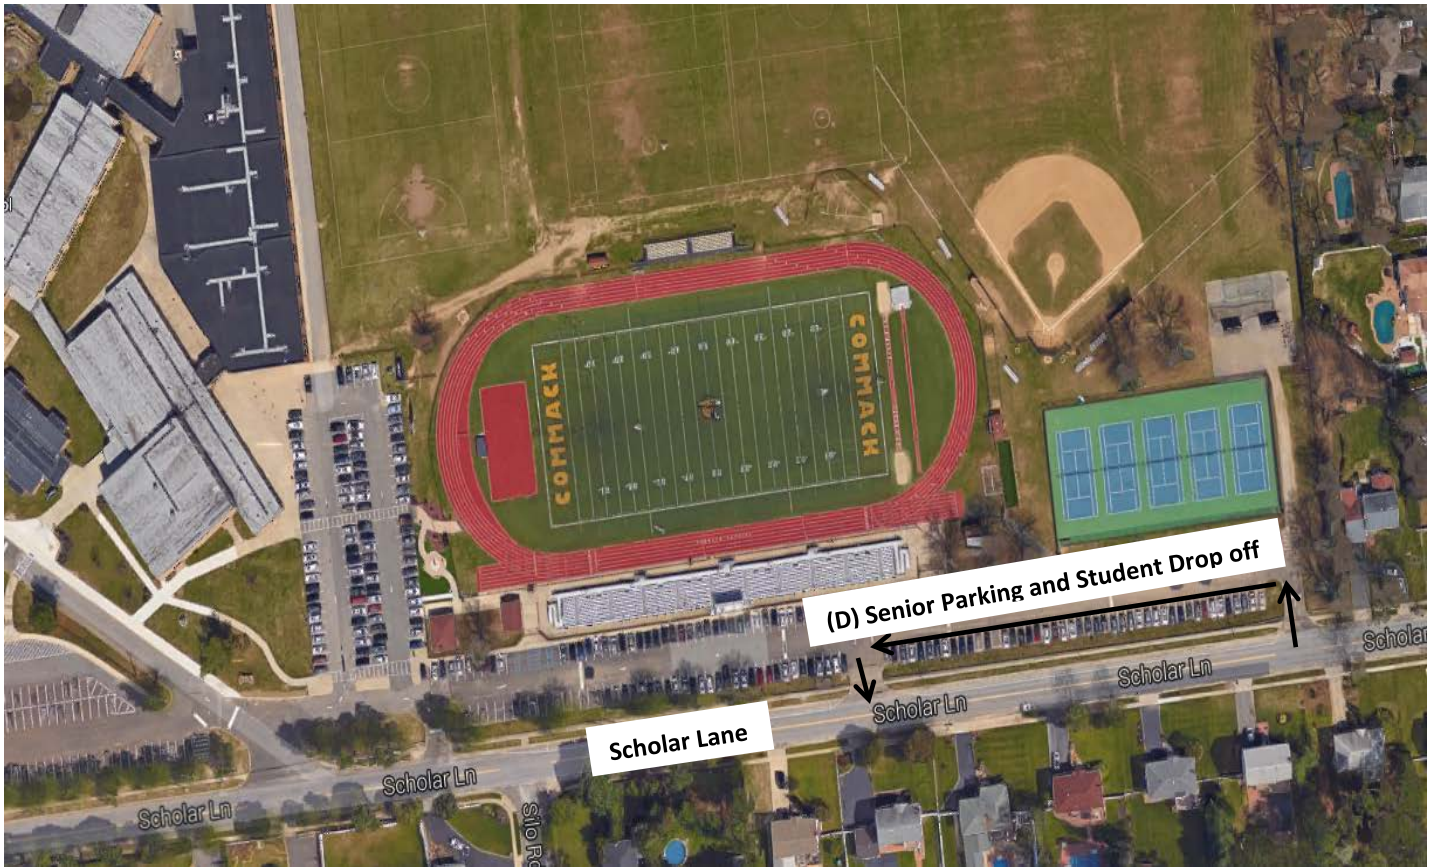 COMMACK
COMMACK
(D) Senior Parking and Student Drop off
Scholar
Scholar Ln
Scholar Ln
Scholar Lane
Scholar Ln
Scholar Ln